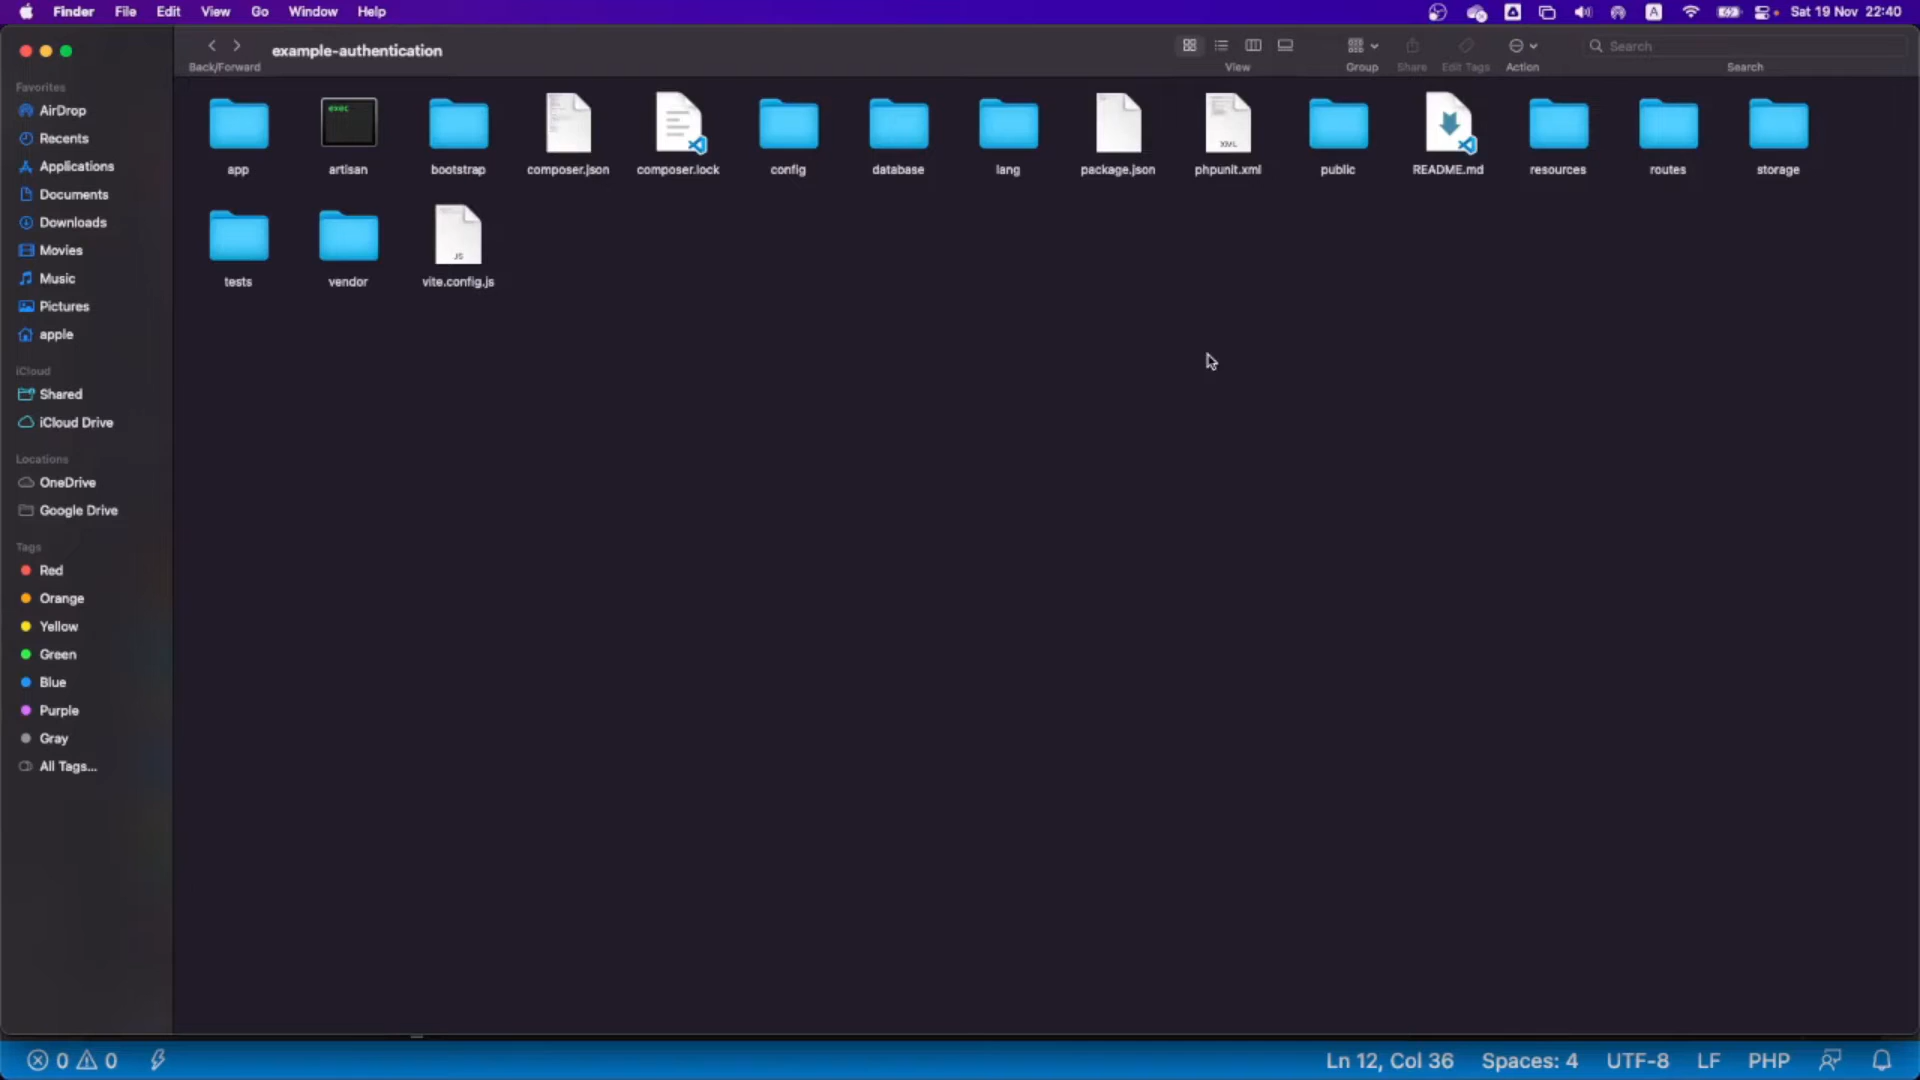 Finder File Edit View Go Window Help
A Sat 19 Nov 22:40
example-authentication
Search
Back/Forward View Group Share Edit Tags Action Search
Favorites
AirDrop
Recents
Applications
Documents
Downloads
Movies
Music
Pictures
apple
iCloud
Shared
iCloud Drive
Locations
OneDrive
Google Drive
Tags
Red
Orange
Yellow
Green
Blue
Purple
Gray
All Tags...
exec
XML
app artisan bootstrap composer.json composer.lock config database lang package.json phpunit.xml public README.md resources routes storage
JS
tests vendor vite.config.js
0 0 Ln 12, Col 36 Spaces: 4 UTF-8 LF PHP